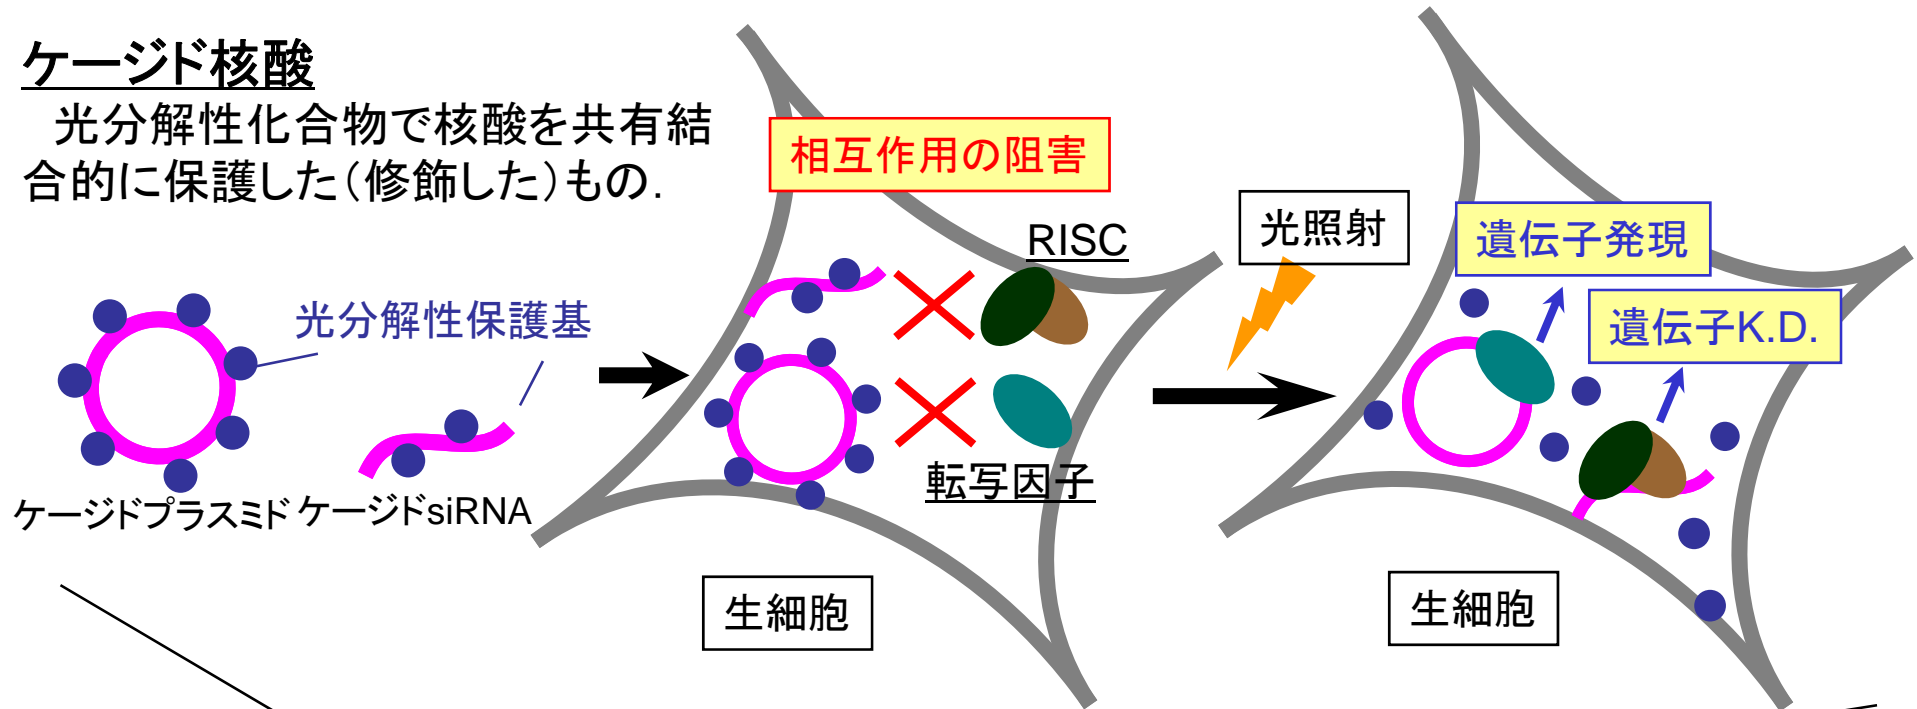 ケージド核酸
光分解性化合物で核酸を共有結
合的に保護した（修飾した）もの．
相互作用の阻害
RISC
光照射
遺伝子発現
光分解性保護基
遺伝子K.D.
転写因子
ケージドプラスミド ケージドsiRNA
生細胞
生細胞